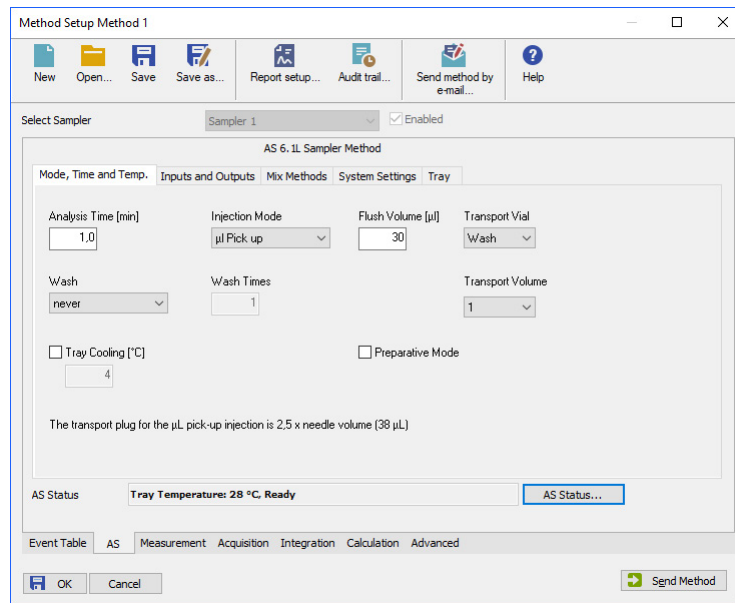 Method Setup Method 1
New
Open...
Save
Save as...
Report setup...
Audit trail...
Send method by
e-mail...
Help
Select Sampler
Sampler 1
Enabled
AS 6.1L Sampler Method
Mode, Time and Temp.
Inputs and Outputs
Mix Methods
System Settings
Tray
Analysis Time [min]
Injection Mode
Flush Volume [µl]
Transport Vial
1,0
µl Pick up
30
Wash
Wash
Wash Times
Transport Volume
never
1
1
Tray Cooling [°C]
Preparative Mode
4
The transport plug for the µL pick-up injection is 2,5 x needle volume (38 µL)
AS Status
Tray Temperature: 28 °C, Ready
AS Status...
Event Table
AS
Measurement
Acquisition
Integration
Calculation
Advanced
OK
Cancel
Send Method